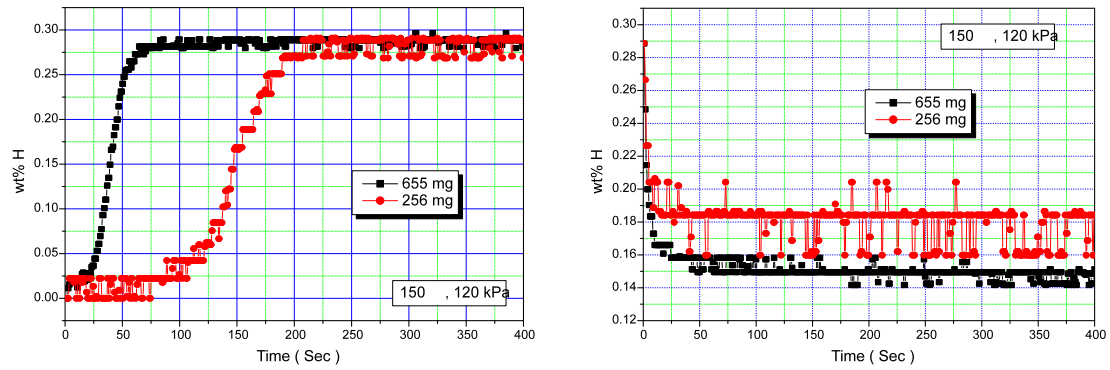 0.30
0.25
0.20
0.15
0.10
0.05
0.00
wt% H
655 mg
256 mg
150 , 120 kPa
0 50 100 150 200 250 300 350 400
Time ( Sec )
0.30
0.28
0.26
0.24
0.22
0.20
0.18
0.16
0.14
0.12
wt% H
150 , 120 kPa
655 mg
256 mg
0 50 100 150 200 250 300 350 400
Time ( Sec )